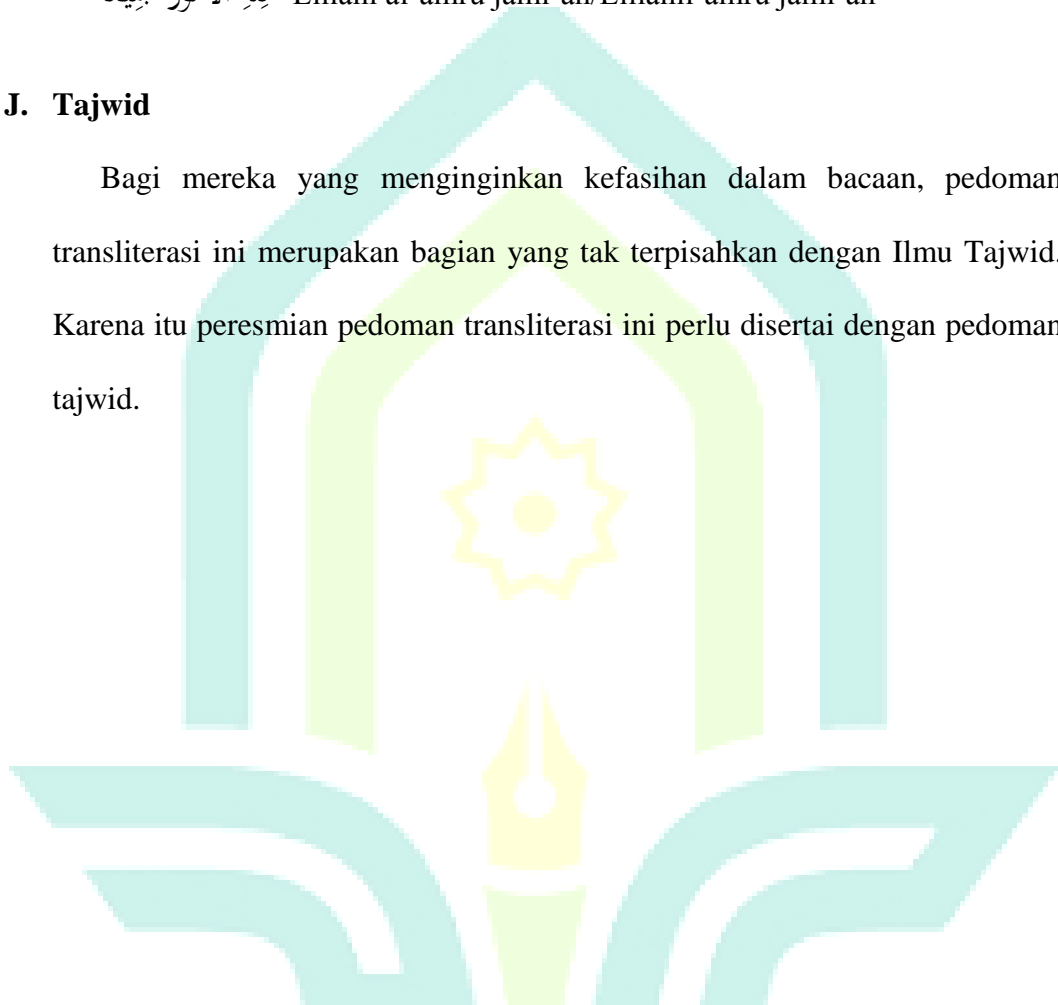 J. Tajwid
Bagi mereka yang menginginkan kefasihan dalam bacaan, pedoman
transliterasi ini merupakan bagian yang tak terpisahkan dengan Ilmu Tajwid.
Karena itu peresmian pedoman transliterasi ini perlu disertai dengan pedoman
tajwid.